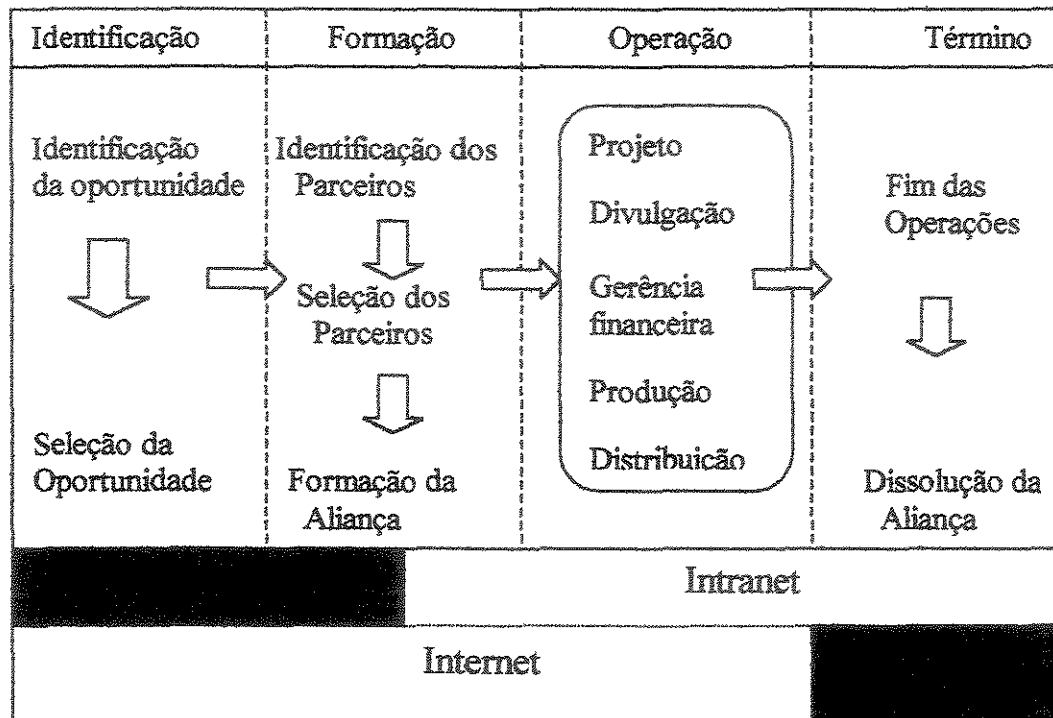 Identificação
Formação
Operação
Término
Identificação
da oportunidade
Seleção da
Oportunidade
Identificação dos
Parceiros
Seleção dos
Parceiros
Formação da
Aliança
Projeto
Divulgação
Gerência
financeira
Produção
Distribuicão
Fim das
Operações
Dissolução da
Aliança
Intranet
Internet